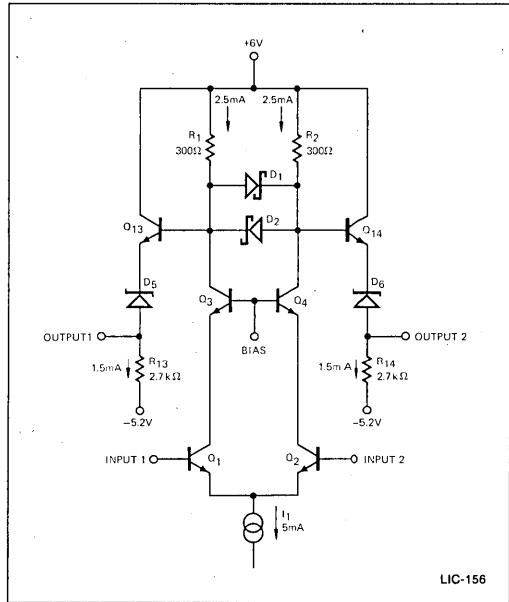 +6V
2.5mA
2.5mA
R1
300Ω
R2
300Ω
D1
D2
Q13
Q14
D5
Q3
Q4
D6
OUTPUT 1
OUTPUT 2
BIAS
1.5mA
R13
2.7kΩ
1.5mA
R14
2.7kΩ
−5.2V
−5.2V
INPUT 1
Q1
Q2
INPUT 2
I1
5mA
LIC-156